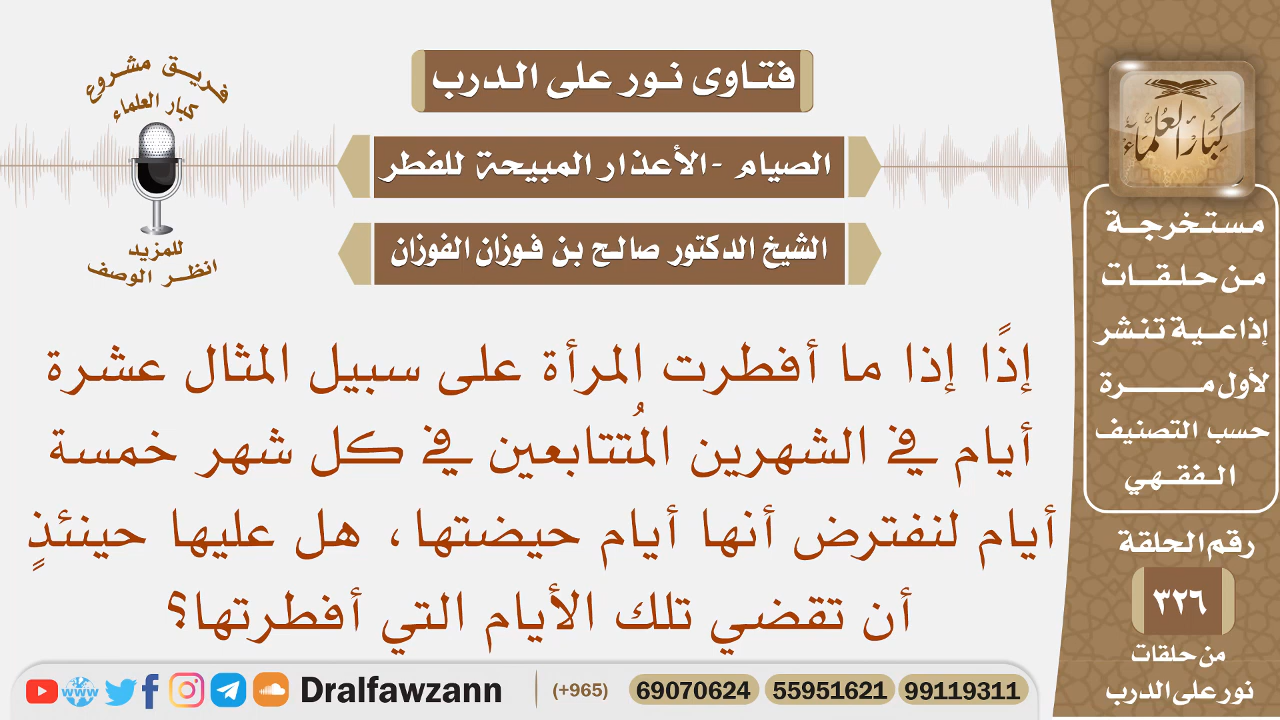 فتاوى نور على الدرب
الصيام - الأعذار المبيحة للفطر
الشيخ الدكتور صالح بن فوزان الفوزان
فريق مشروع
كبار العلماء
للمزيد
انظر الوصف
إذًا إذا ما أفطرت المرأة على سبيل المثال عشرة
أيام في الشهرين المُتتابعين في كل شهر خمسة
أيام لنفترض أنها أيام حيضتها، هل عليها حينئذٍ
أن تقضي تلك الأيام التي أفطرتها؟
كِبَارُ العُلَمَاءِ
مستخرجة
من حلقات
إذاعية تنشر
لأول مرة
حسب التصنيف
الفقهي
رقم الحلقة
٣٢٦
من حلقات
نور على الدرب
www Dralfawzann (+965) 69070624 55951621 99119311